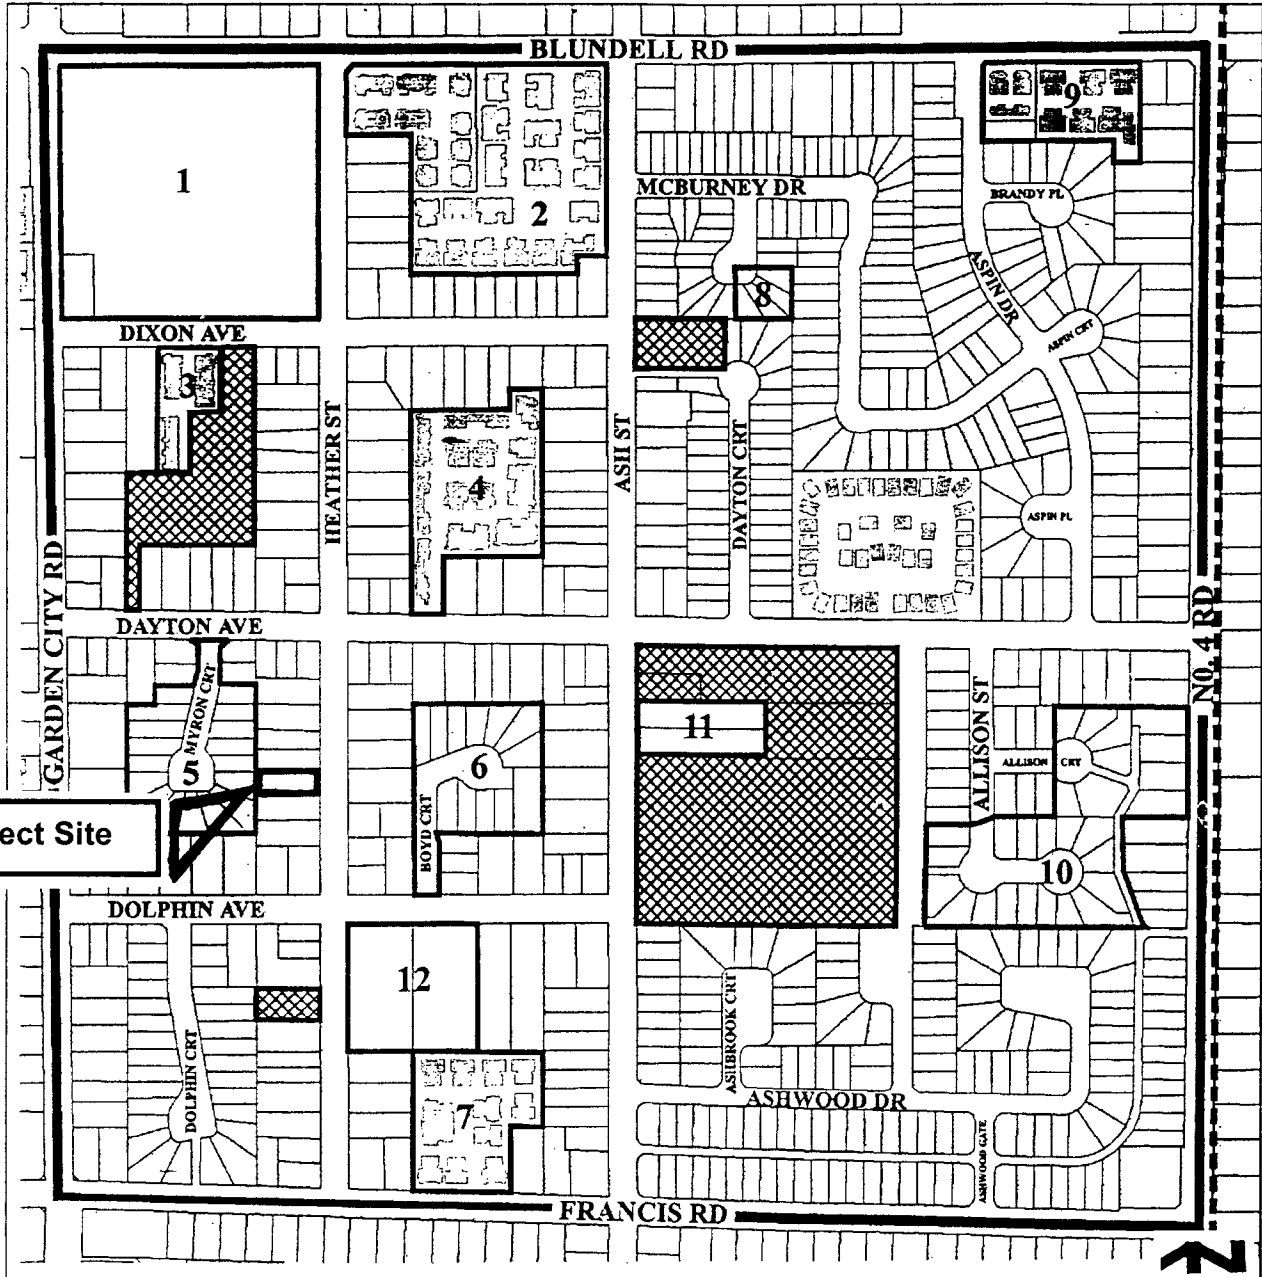 BLUNDELL RD
1
2
9
MCBURNEY DR
BRANDY PL
ASPIN DR
8
DIXON AVE
ASPIN CRT
3
HEATHER ST
4
ASH ST
DAYTON CRT
ASPIN PL
GARDEN CITY RD
DAYTON AVE
NO. 4 RD
MYRON CRT
5
6
11
ALLISON ST
ALLISON CRT
BOYD CRT
ect Site
10
DOLPHIN AVE
12
DOLPHIN CRT
ASHBROOK CRT
7
ASHWOOD DR
ASHWOOD GATE
FRANCIS RD
N